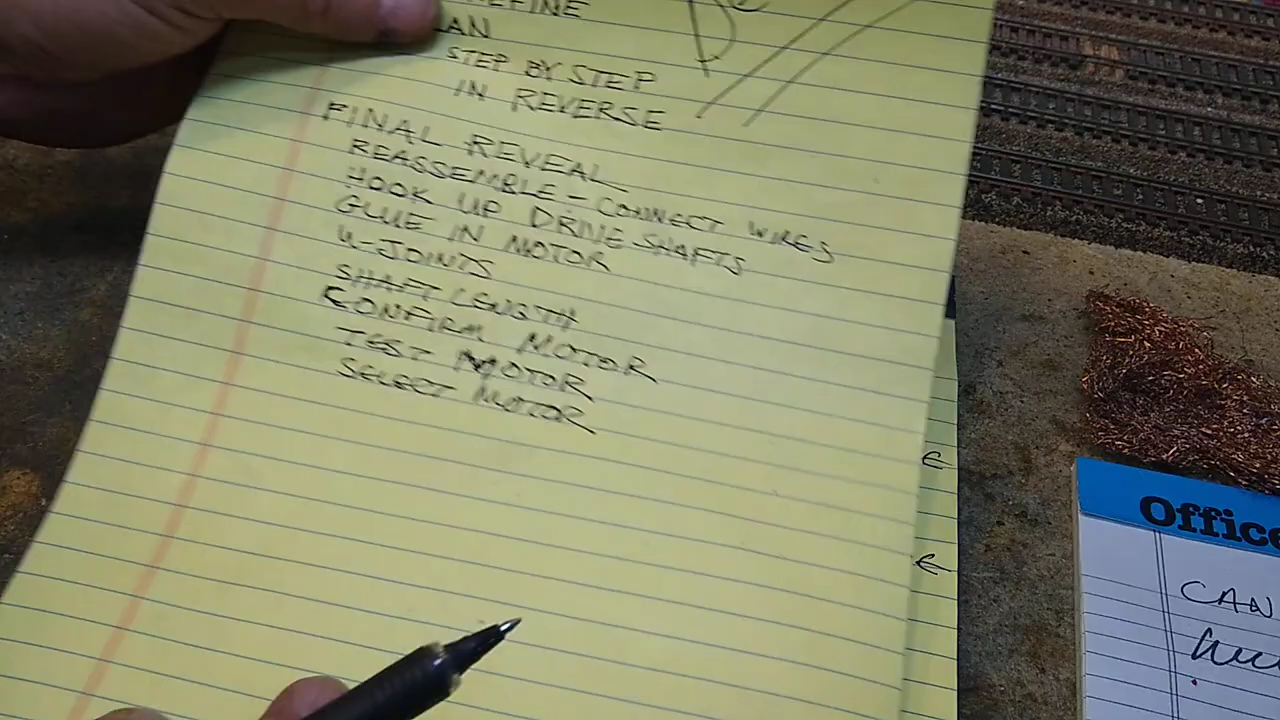 AN
STEP BY STEP
IN REVERSE
FINAL REVEAL
REASSEMBLE - CONNECT WIRES
HOOK UP DRIVE SHAFTS
GLUE IN MOTOR
U-JOINTS
SHAFT LENGTH
CONFIRM MOTOR
TEST MOTOR
SELECT MOTOR
Office
CAN